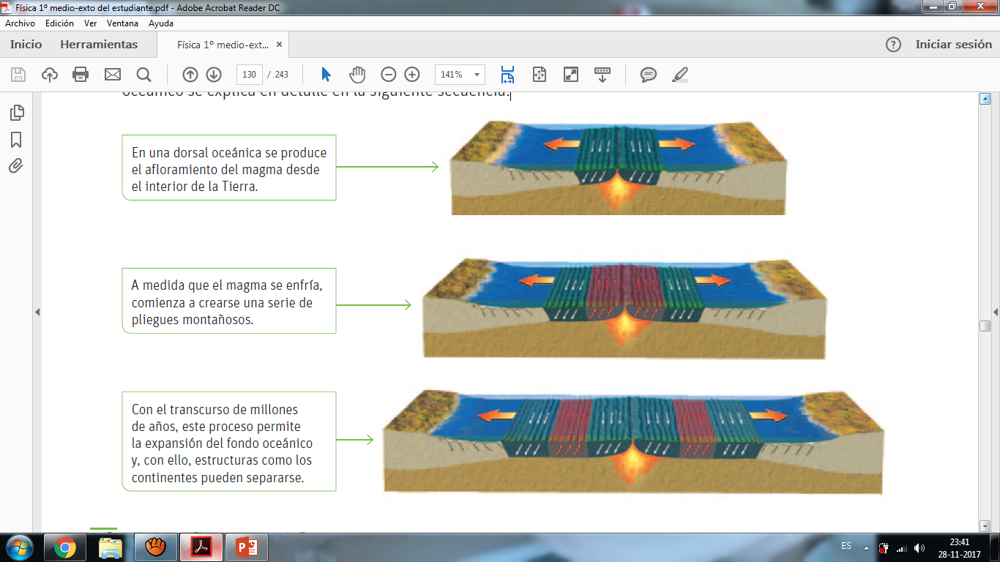 Física 1º medio-exto del estudiante.pdf - Adobe Acrobat Reader DC
Archivo Edición Ver Ventana Ayuda
Inicio Herramientas Física 1º medio-ext... Iniciar sesión
130 / 243 141%
oceánico se explica en detalle en la siguiente secuencia:
En una dorsal oceánica se produce
el afloramiento del magma desde
el interior de la Tierra.
A medida que el magma se enfría,
comienza a crearse una serie de
pliegues montañosos.
Con el transcurso de millones
de años, este proceso permite
la expansión del fondo oceánico
y, con ello, estructuras como los
continentes pueden separarse.
ES
23:41
28-11-2017